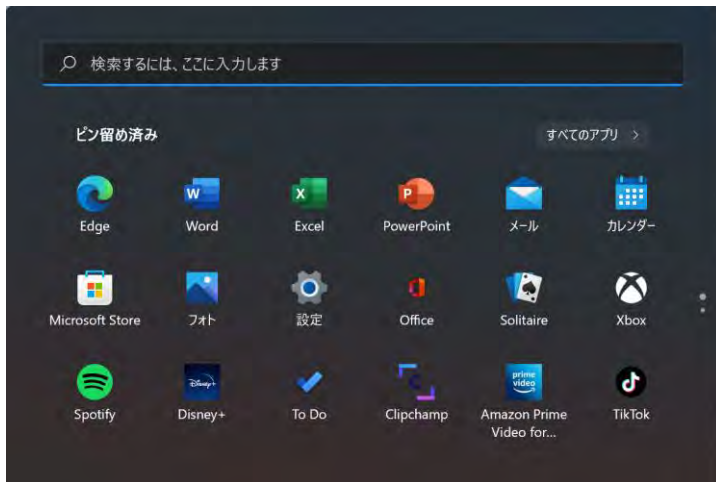 検索するには、ここに入力します
ピン留め済み
すべてのアプリ >
Edge
Word
Excel
PowerPoint
メール
カレンダー
Microsoft Store
フォト
設定
Office
Solitaire
Xbox
Spotify
Disney+
To Do
Clipchamp
Amazon Prime
Video for...
TikTok